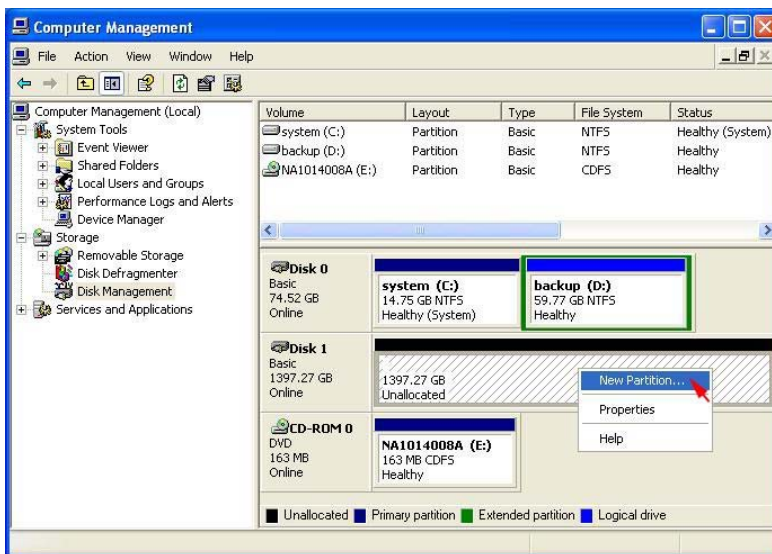 Computer Management
File Action View Window Help
Computer Management (Local)
System Tools
Event Viewer
Shared Folders
Local Users and Groups
Performance Logs and Alerts
Device Manager
Storage
Removable Storage
Disk Defragmenter
Disk Management
Services and Applications
Volume Layout Type File System Status
system (C:) Partition Basic NTFS Healthy (System)
backup (D:) Partition Basic NTFS Healthy
NA1014008A (E:) Partition Basic CDFS Healthy
Disk 0
Basic
74.52 GB
Online
system (C:)
14.75 GB NTFS
Healthy (System)
backup (D:)
59.77 GB NTFS
Healthy
Disk 1
Basic
1397.27 GB
Online
1397.27 GB
Unallocated
New Partition...
Properties
Help
CD-ROM 0
DVD
163 MB
Online
NA1014008A (E:)
163 MB CDFS
Healthy
Unallocated Primary partition Extended partition Logical drive